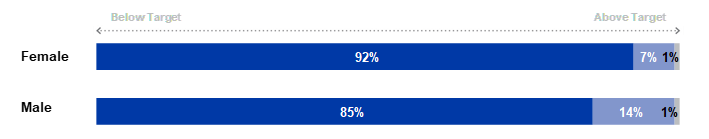 Below Target Above Target
Female 92% 7% 1%
Male 85% 14% 1%